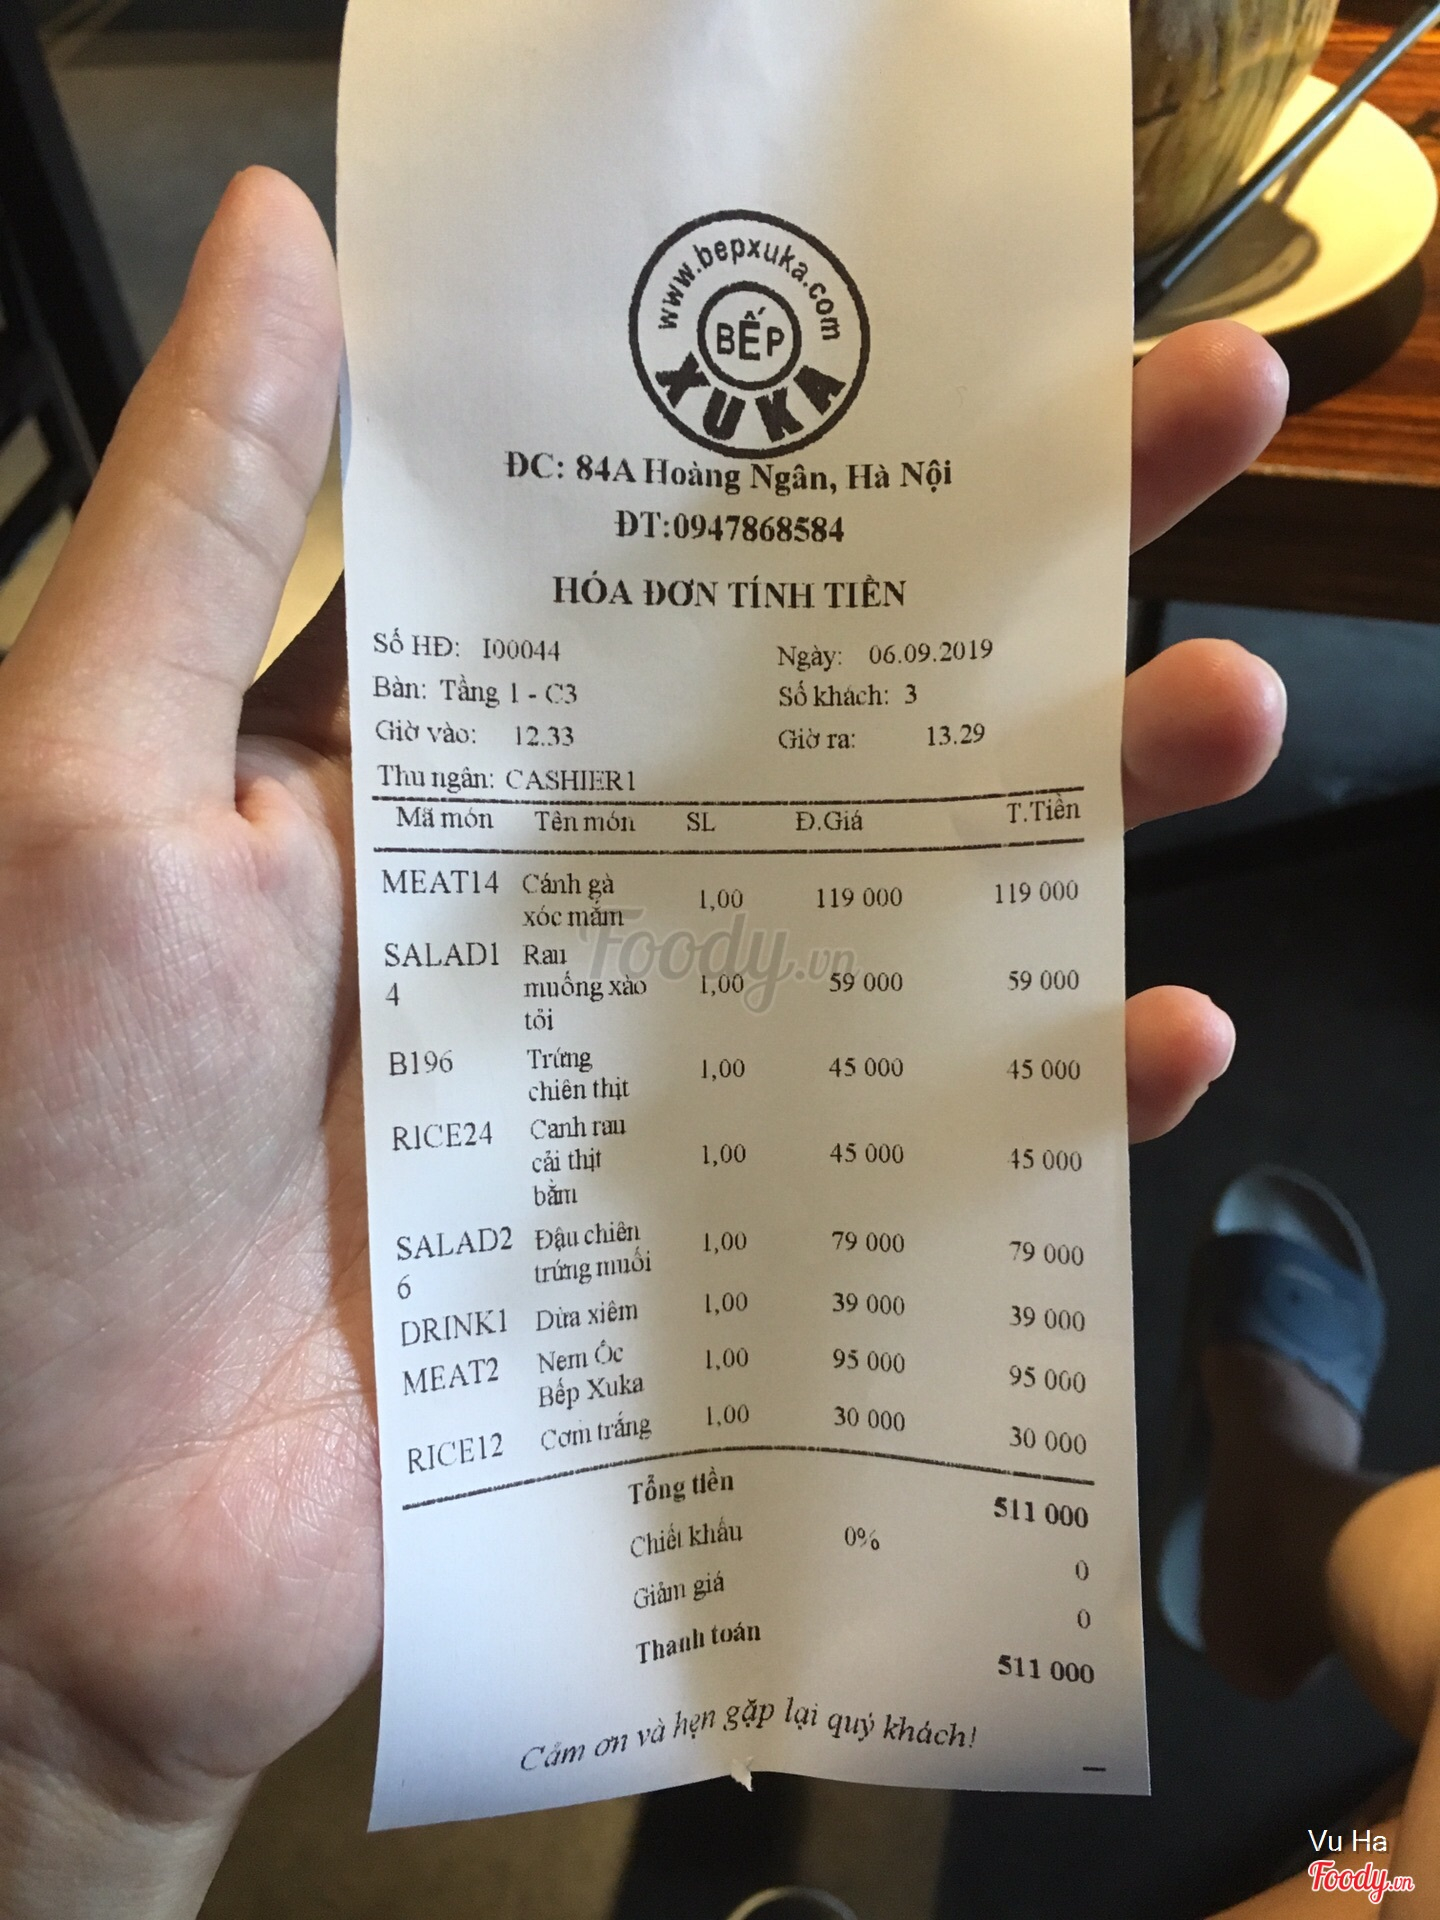 www.bepxuka.com
BẾP
XUKA
ĐC: 84A Hoàng Ngân, Hà Nội
ĐT:0947868584
HÓA ĐƠN TÍNH TIỀN
Số HĐ: I00044 Ngày: 06.09.2019
Bàn: Tầng 1 - C3 Số khách: 3
Giờ vào: 12.33 Giờ ra: 13.29
Thu ngân: CASHIER1
Mã món Tên món SL Đ.Giá T.Tiền
MEAT14 Cánh gà 1,00 119 000 119 000
xóc mắm
SALAD1 Rau
4 muống xào 1,00 59 000 59 000
tỏi
B196 Trứng 1,00 45 000 45 000
chiên thịt
RICE24 Canh rau
cải thịt 1,00 45 000 45 000
bằm
SALAD2 Đậu chiên 1,00 79 000 79 000
6 trứng muối
DRINK1 Dừa xiêm 1,00 39 000 39 000
MEAT2 Nem Ốc 1,00 95 000 95 000
Bếp Xuka
RICE12 Cơm trắng 1,00 30 000 30 000
Tổng tiền 511 000
Chiết khấu 0% 0
Giảm giá 0
Thanh toán 511 000
Cảm ơn và hẹn gặp lại quý khách!
Foody.vn
Vu Ha
Foody.vn